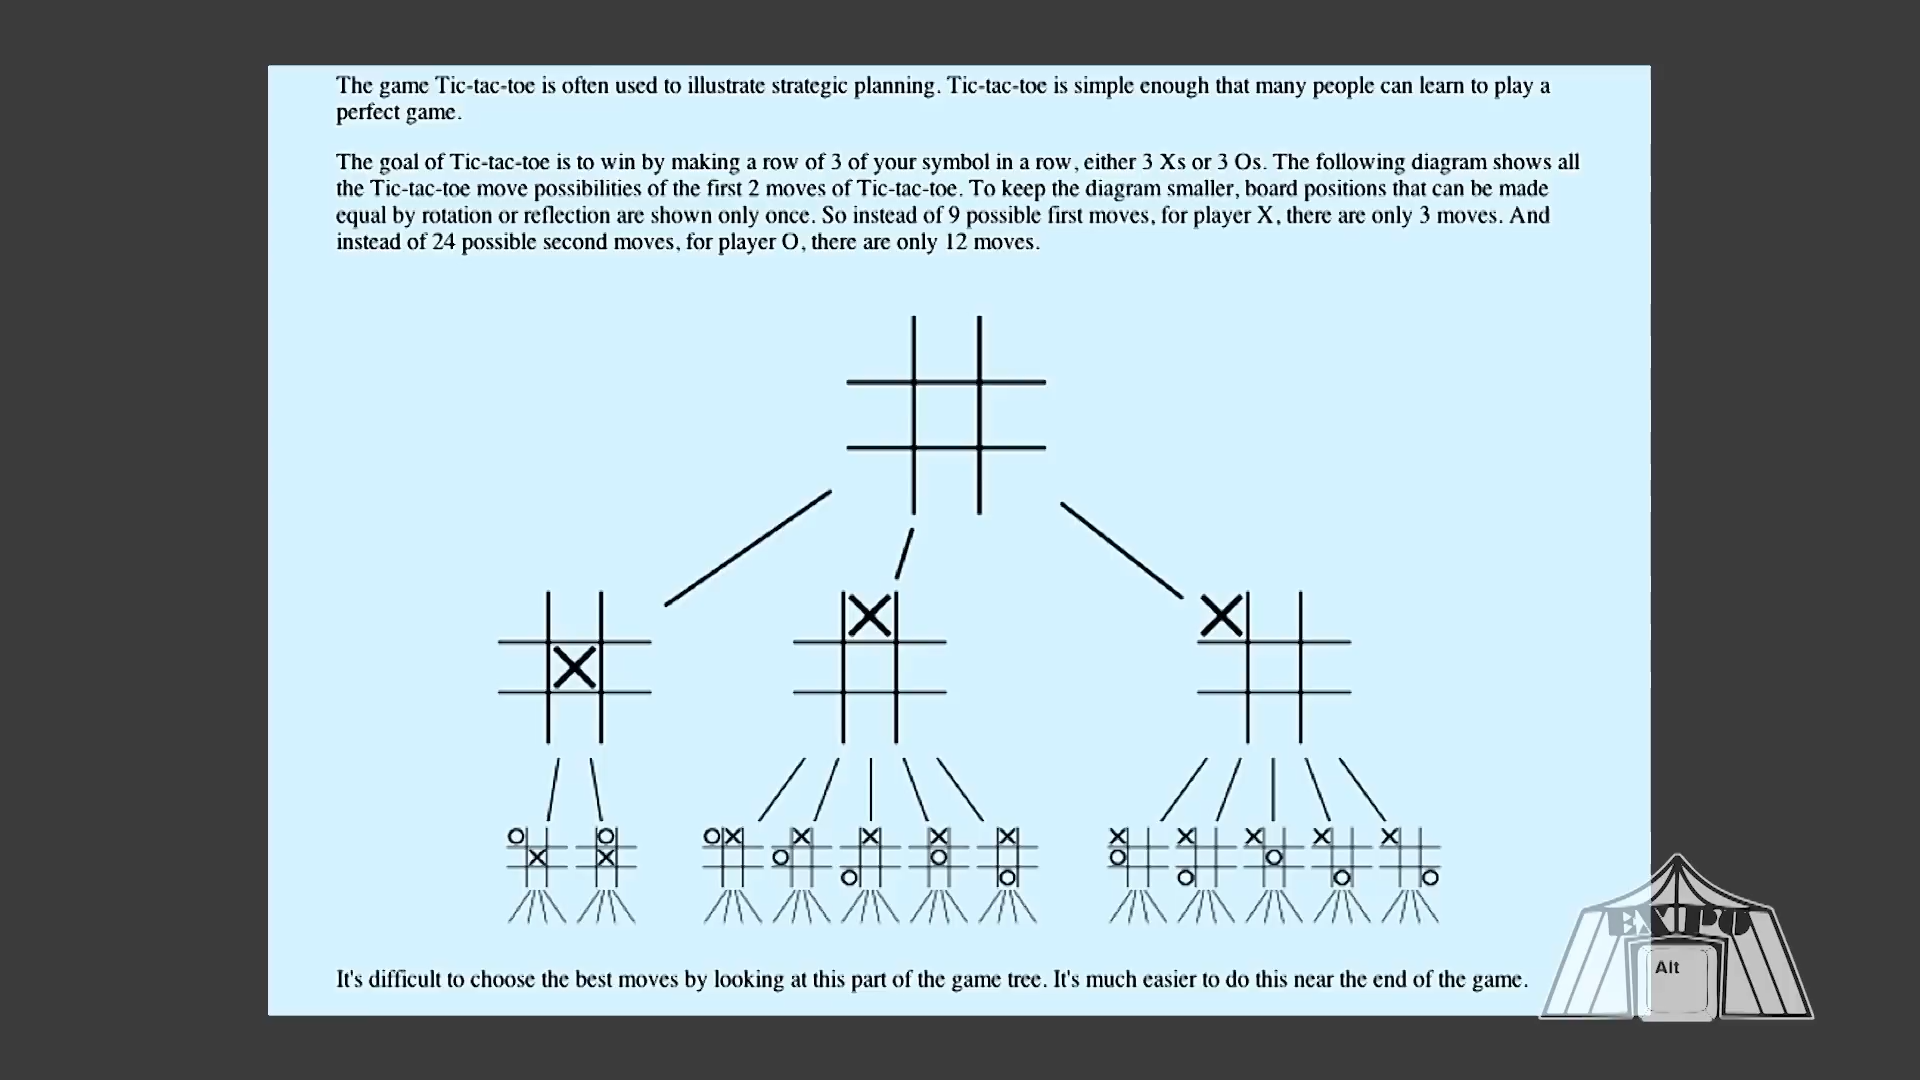 The game Tic-tac-toe is often used to illustrate strategic planning. Tic-tac-toe is simple enough that many people can learn to play a
perfect game.
The goal of Tic-tac-toe is to win by making a row of 3 of your symbol in a row, either 3 Xs or 3 Os. The following diagram shows all
the Tic-tac-toe move possibilities of the first 2 moves of Tic-tac-toe. To keep the diagram smaller, board positions that can be made
equal by rotation or reflection are shown only once. So instead of 9 possible first moves, for player X, there are only 3 moves. And
instead of 24 possible second moves, for player O, there are only 12 moves.
It's difficult to choose the best moves by looking at this part of the game tree. It's much easier to do this near the end of the game.
Alt